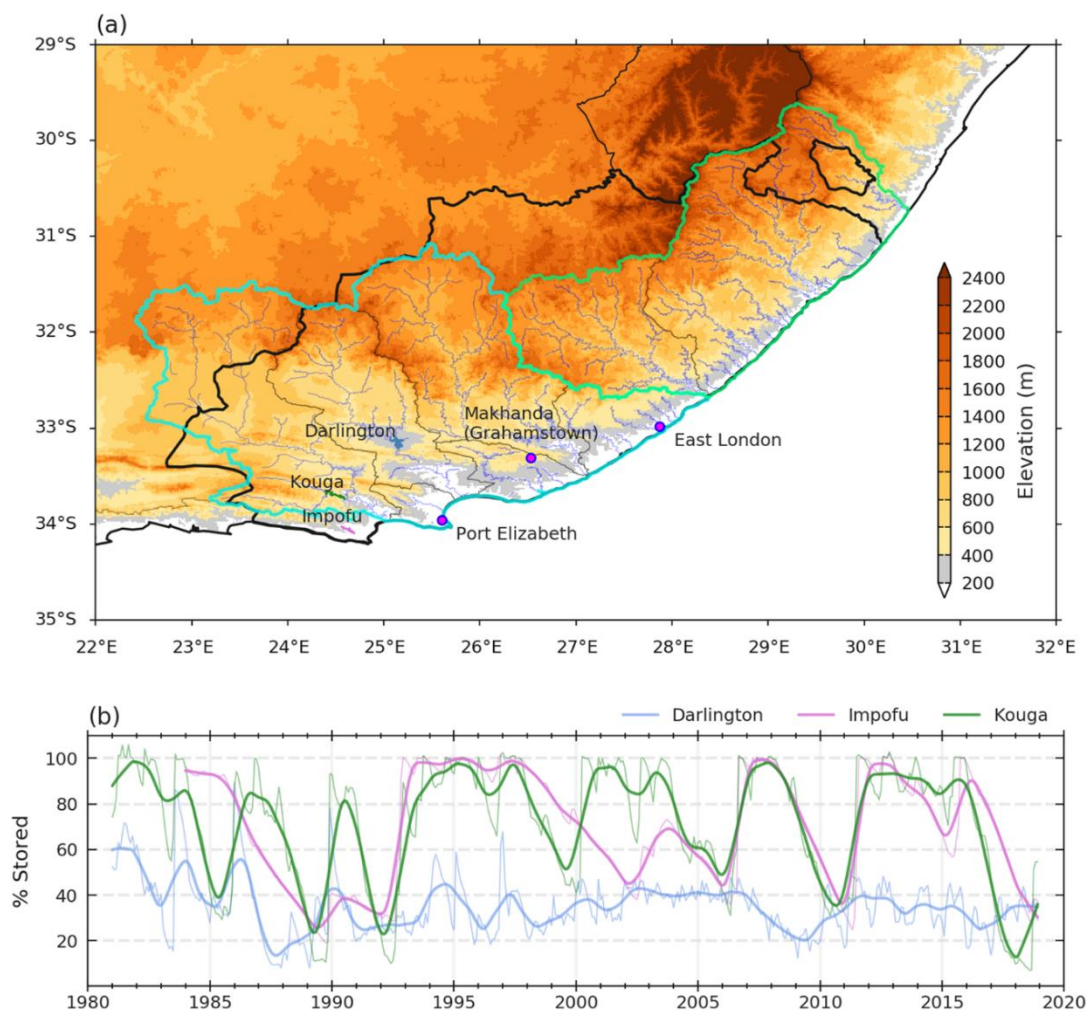 (a)
29°S
30°S
31°S
32°S
33°S
34°S
35°S
22°E 23°E 24°E 25°E 26°E 27°E 28°E 29°E 30°E 31°E 32°E
Makhanda
(Grahamstown)
Darlington
East London
Kouga
Impofu
Port Elizabeth
2400
2200
2000
1800
1600
1400
1200
1000
800
600
400
200
Elevation (m)
(b)
Darlington Impofu Kouga
100
80
60
40
20
% Stored
1980 1985 1990 1995 2000 2005 2010 2015 2020